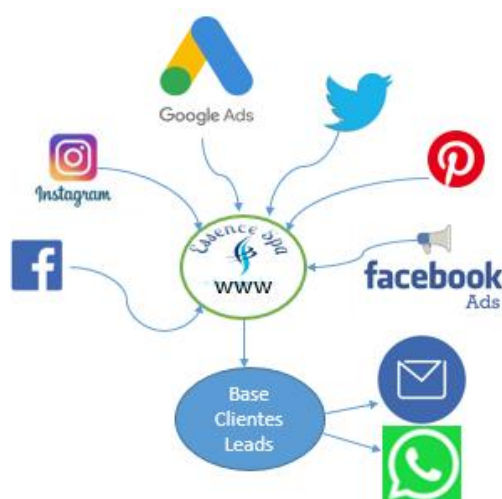 Google Ads
Instagram
Essence Spa
www
facebook
Ads
Base
Clientes
Leads